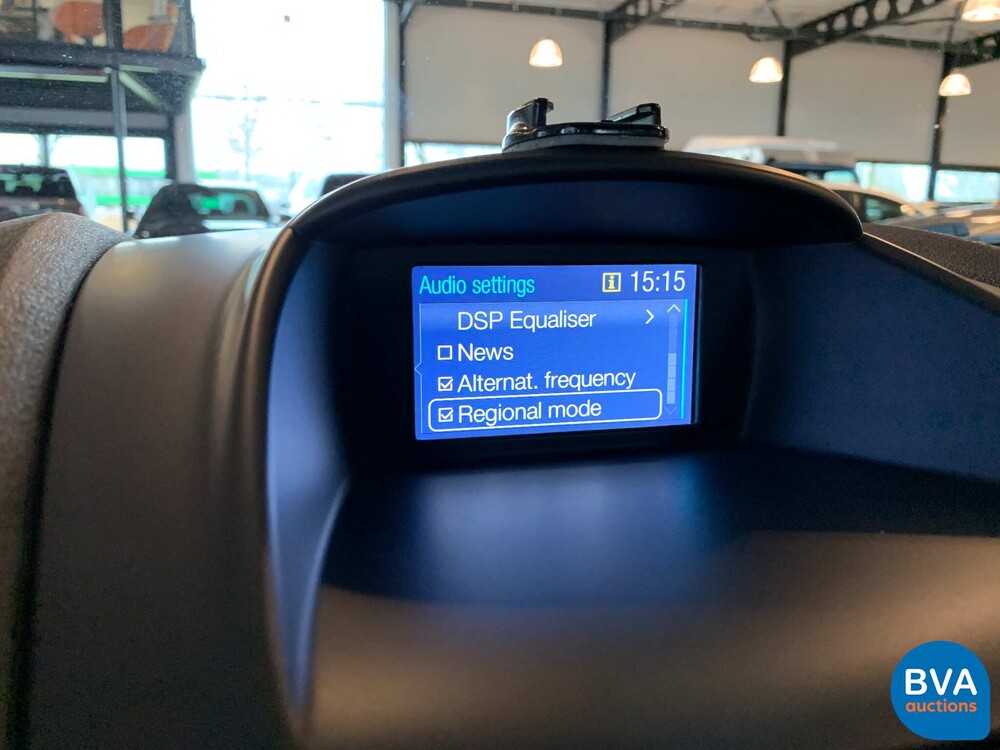 Audio settings i 15:15
DSP Equaliser >
News
Alternat. frequency
Regional mode
BVA
auctions